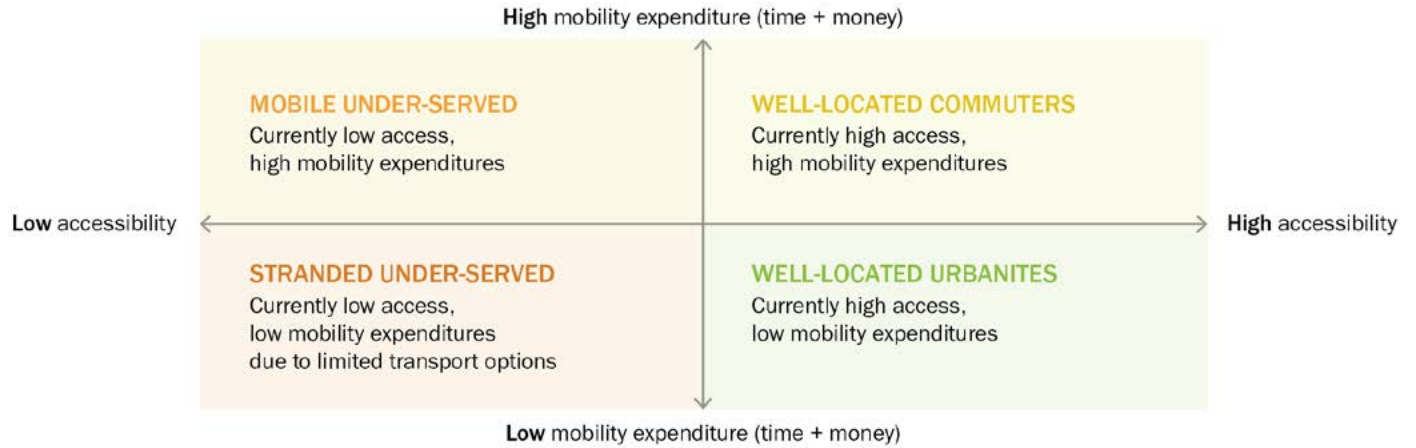 High mobility expenditure (time + money)
MOBILE UNDER-SERVED
Currently low access,
high mobility expenditures
WELL-LOCATED COMMUTERS
Currently high access,
high mobility expenditures
Low accessibility
High accessibility
STRANDED UNDER-SERVED
Currently low access,
low mobility expenditures
due to limited transport options
WELL-LOCATED URBANITES
Currently high access,
low mobility expenditures
Low mobility expenditure (time + money)